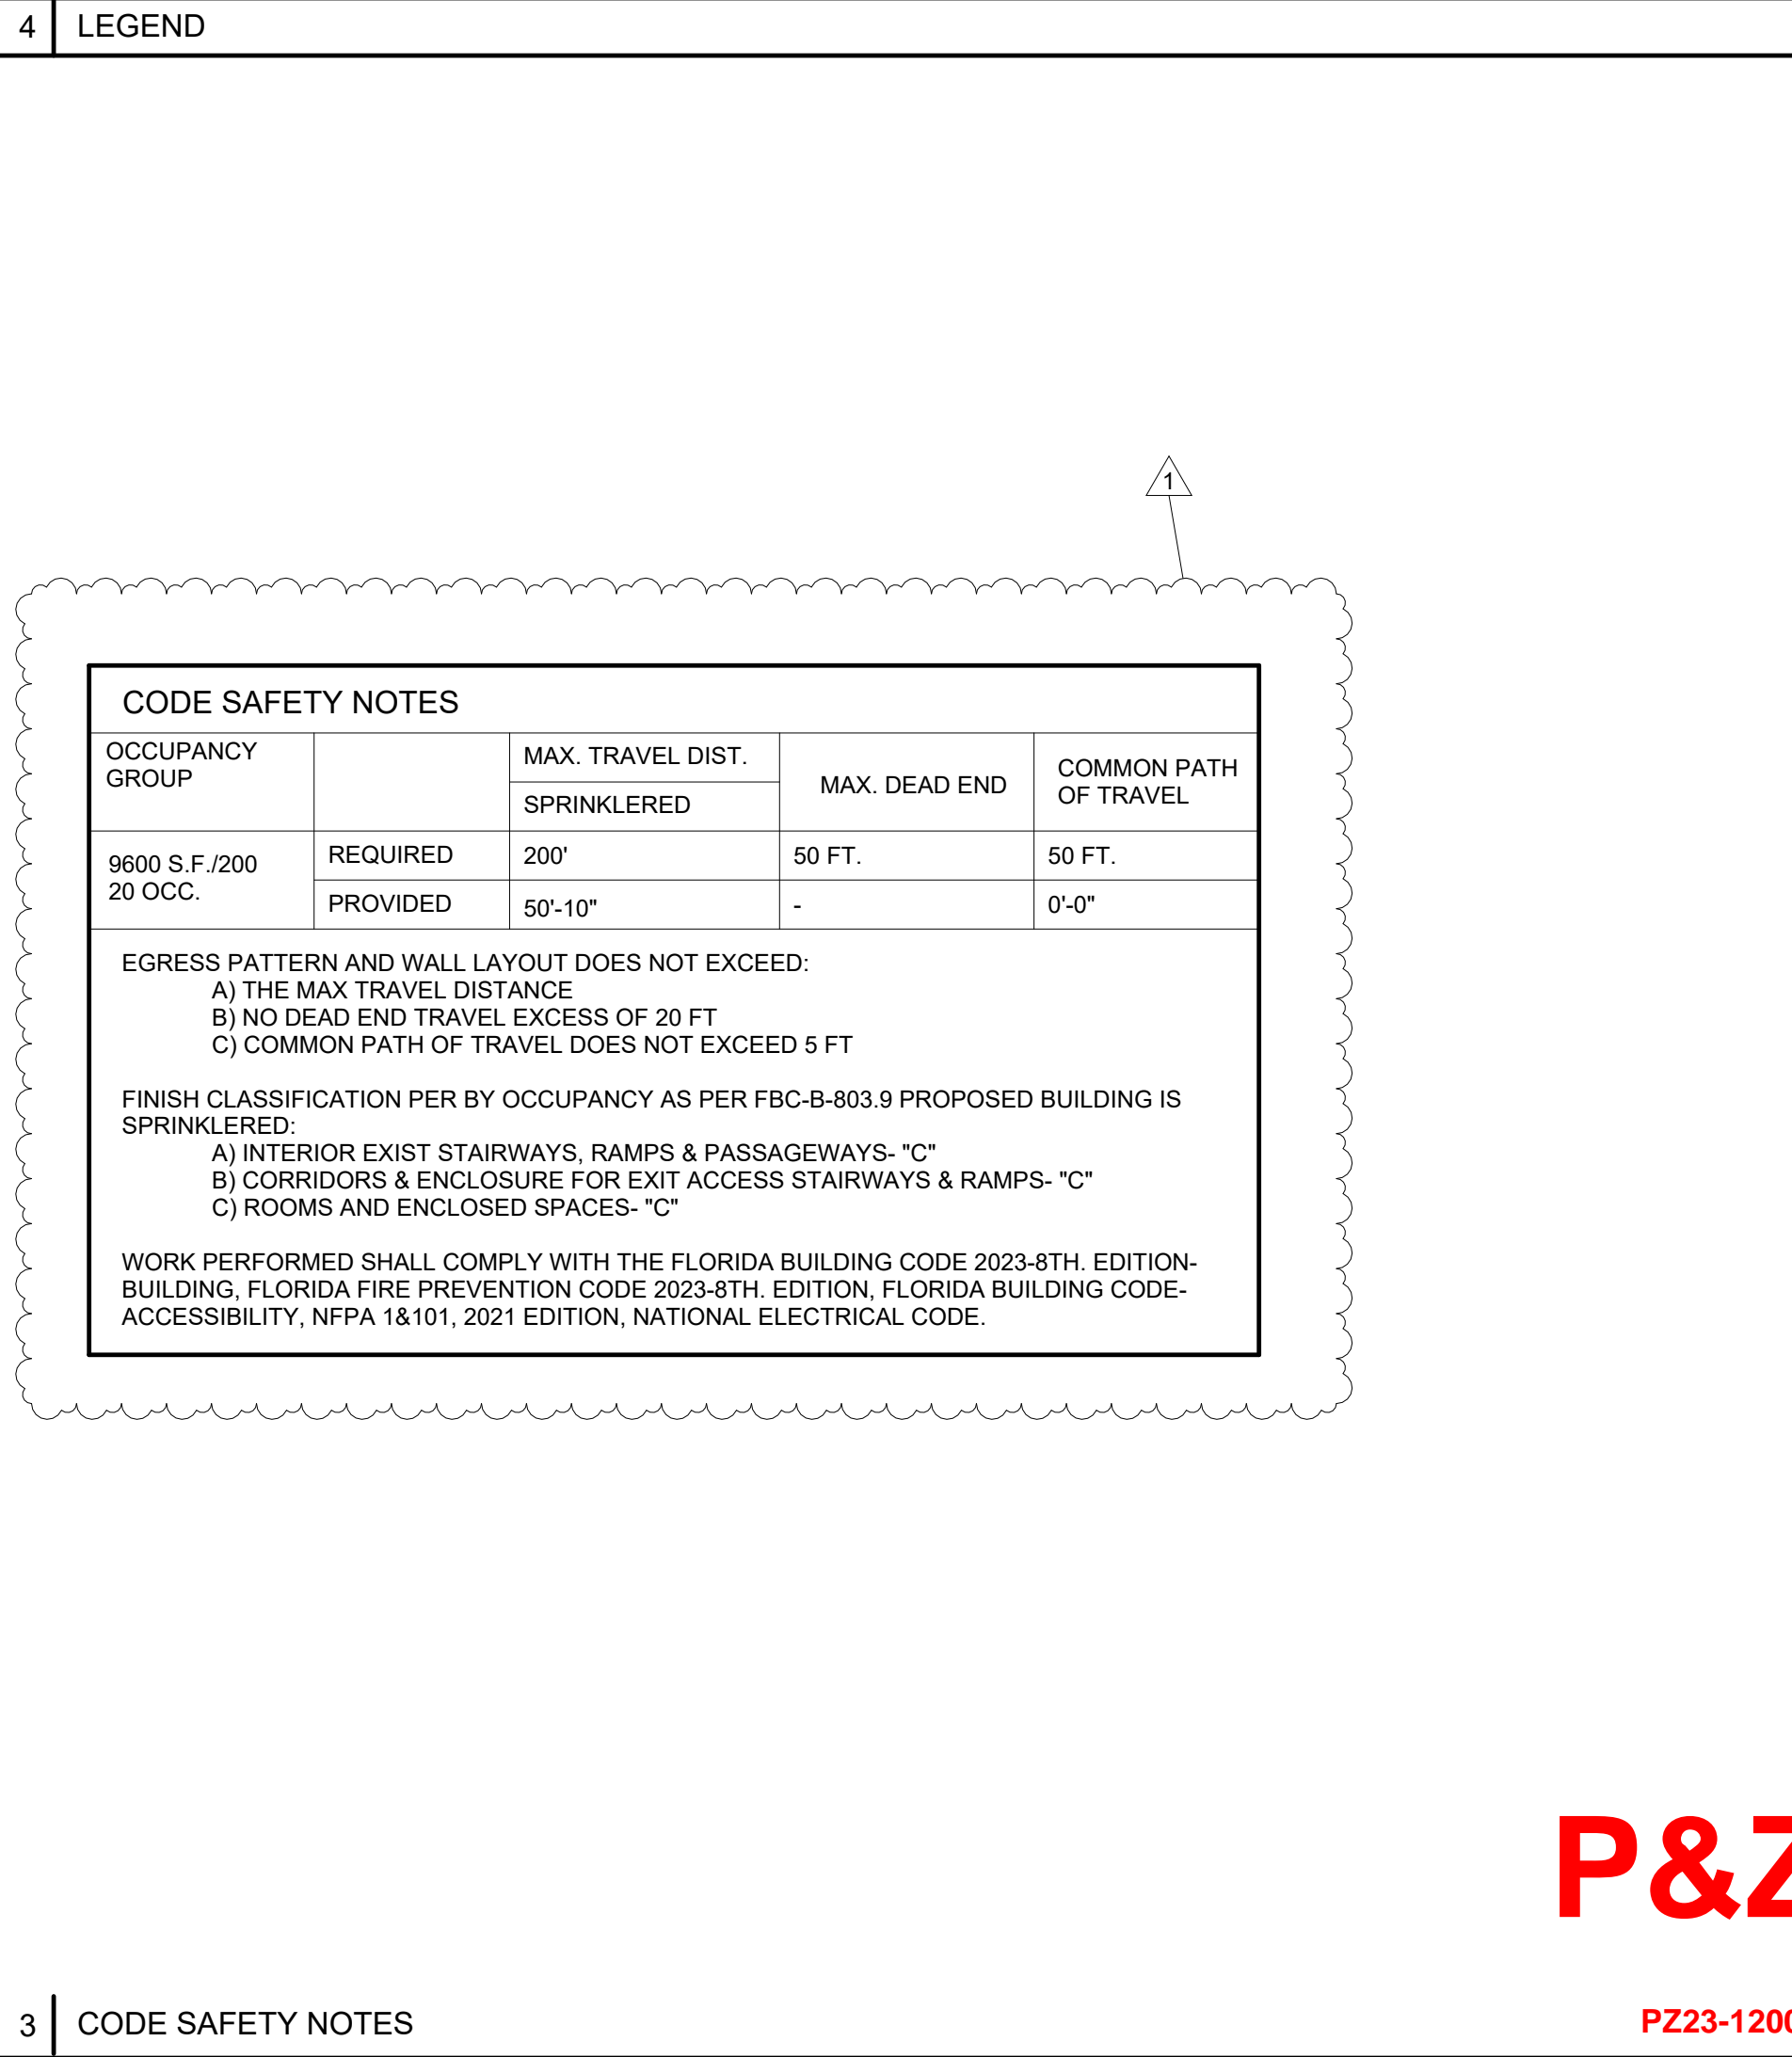 4 LEGEND
1
CODE SAFETY NOTES
OCCUPANCY
GROUP
MAX. TRAVEL DIST.
SPRINKLERED
MAX. DEAD END
COMMON PATH
OF TRAVEL
9600 S.F./200
20 OCC.
REQUIRED 200' 50 FT. 50 FT.
PROVIDED 50'-10" - 0'-0"
EGRESS PATTERN AND WALL LAYOUT DOES NOT EXCEED:
A) THE MAX TRAVEL DISTANCE
B) NO DEAD END TRAVEL EXCESS OF 20 FT
C) COMMON PATH OF TRAVEL DOES NOT EXCEED 5 FT
FINISH CLASSIFICATION PER BY OCCUPANCY AS PER FBC-B-803.9 PROPOSED BUILDING IS
SPRINKLERED:
A) INTERIOR EXIST STAIRWAYS, RAMPS & PASSAGEWAYS- "C"
B) CORRIDORS & ENCLOSURE FOR EXIT ACCESS STAIRWAYS & RAMPS- "C"
C) ROOMS AND ENCLOSED SPACES- "C"
WORK PERFORMED SHALL COMPLY WITH THE FLORIDA BUILDING CODE 2023-8TH. EDITION-
BUILDING, FLORIDA FIRE PREVENTION CODE 2023-8TH. EDITION, FLORIDA BUILDING CODE-
ACCESSIBILITY, NFPA 1&101, 2021 EDITION, NATIONAL ELECTRICAL CODE.
P&Z
3 CODE SAFETY NOTES
PZ23-1200